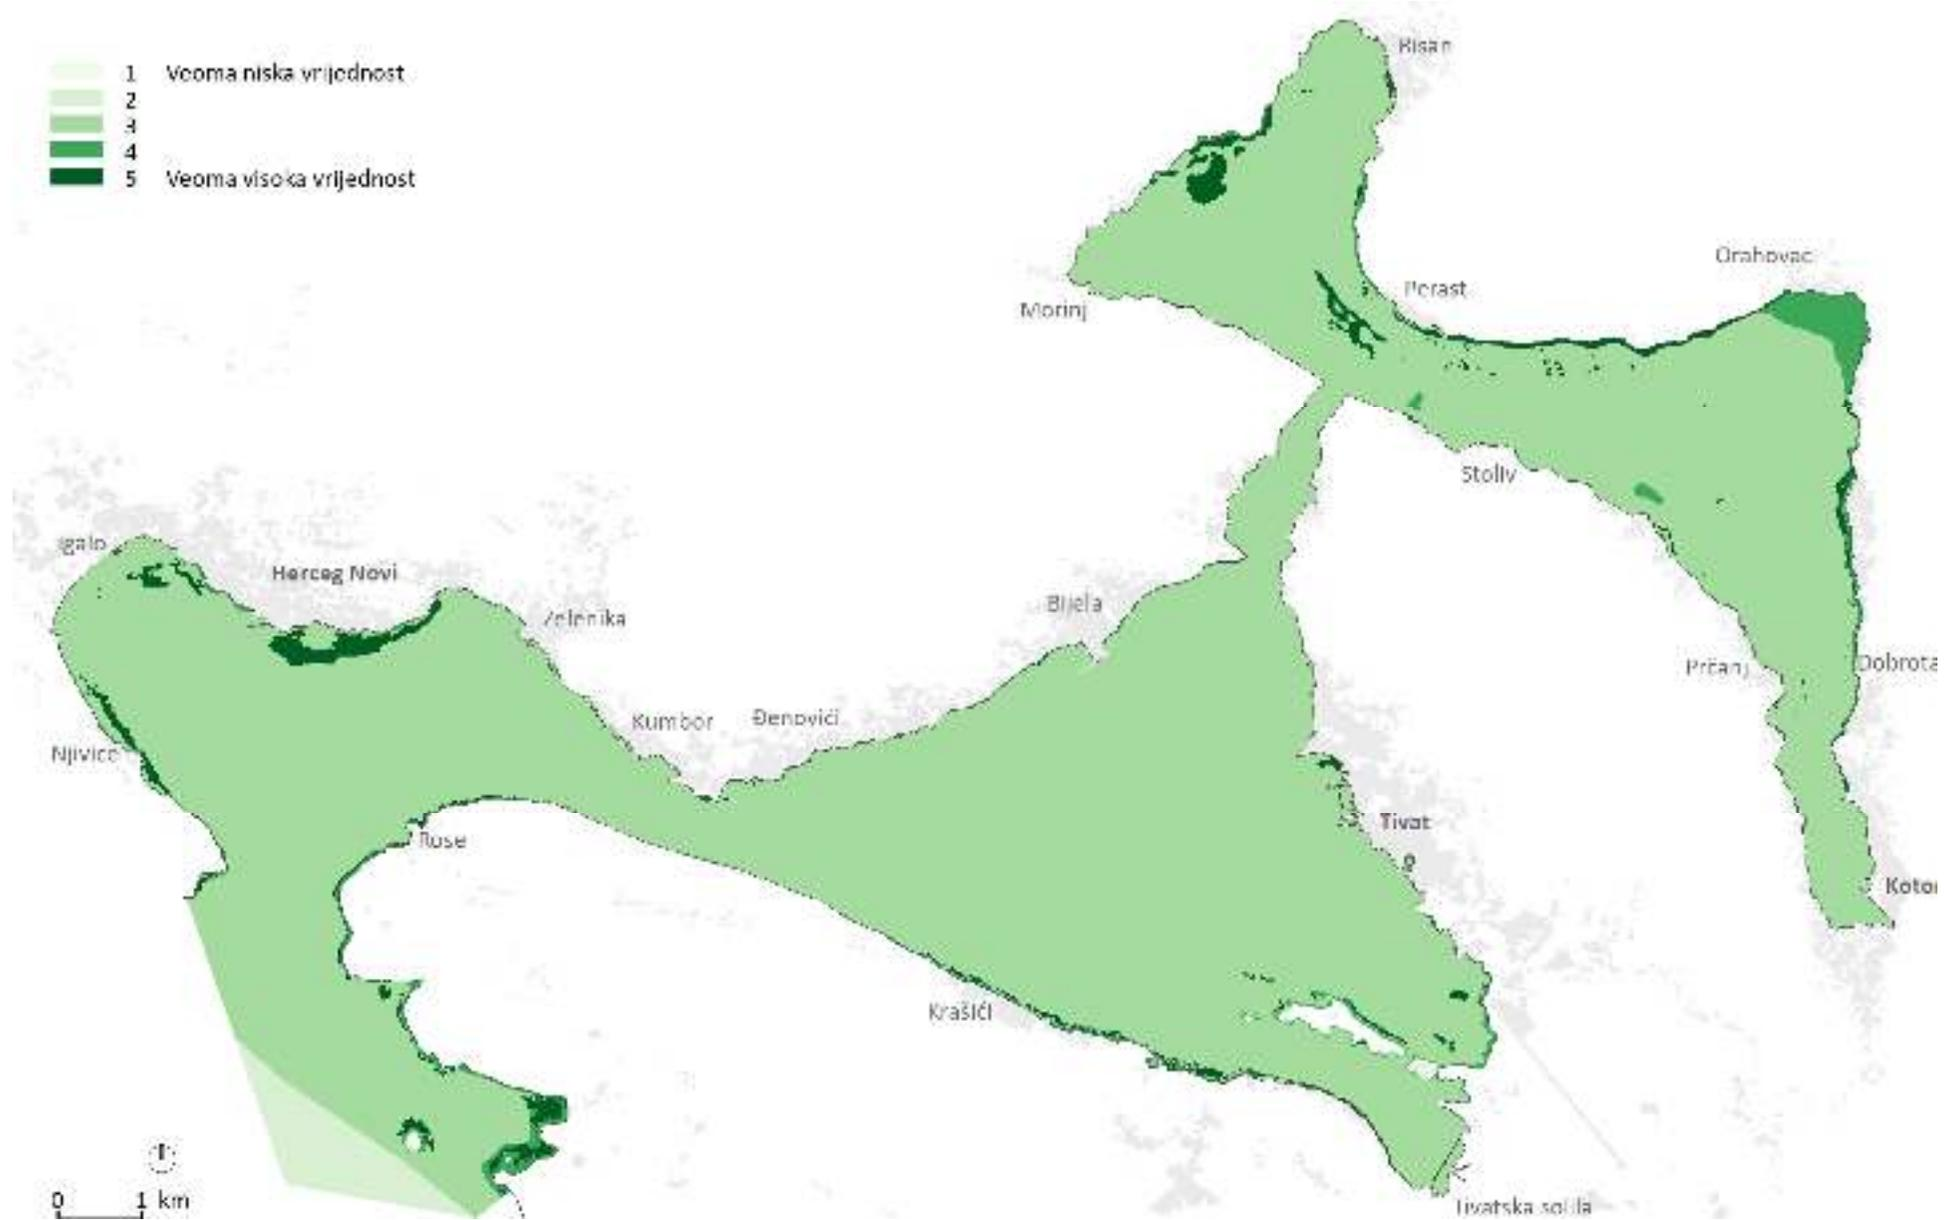 1 Veoma niska vrijednost
2
3
4
5 Veoma visoka vrijednost
Risan
Orahovac
Perast
Morinj
Stoliv
Igalo
Herceg Novi
Zelenika
Bijela
Prčanj
Dobrota
Kumbor
Đenovići
Njivice
Tivat
Rose
Kotor
Krašići
0 1 km
Tivatska solila